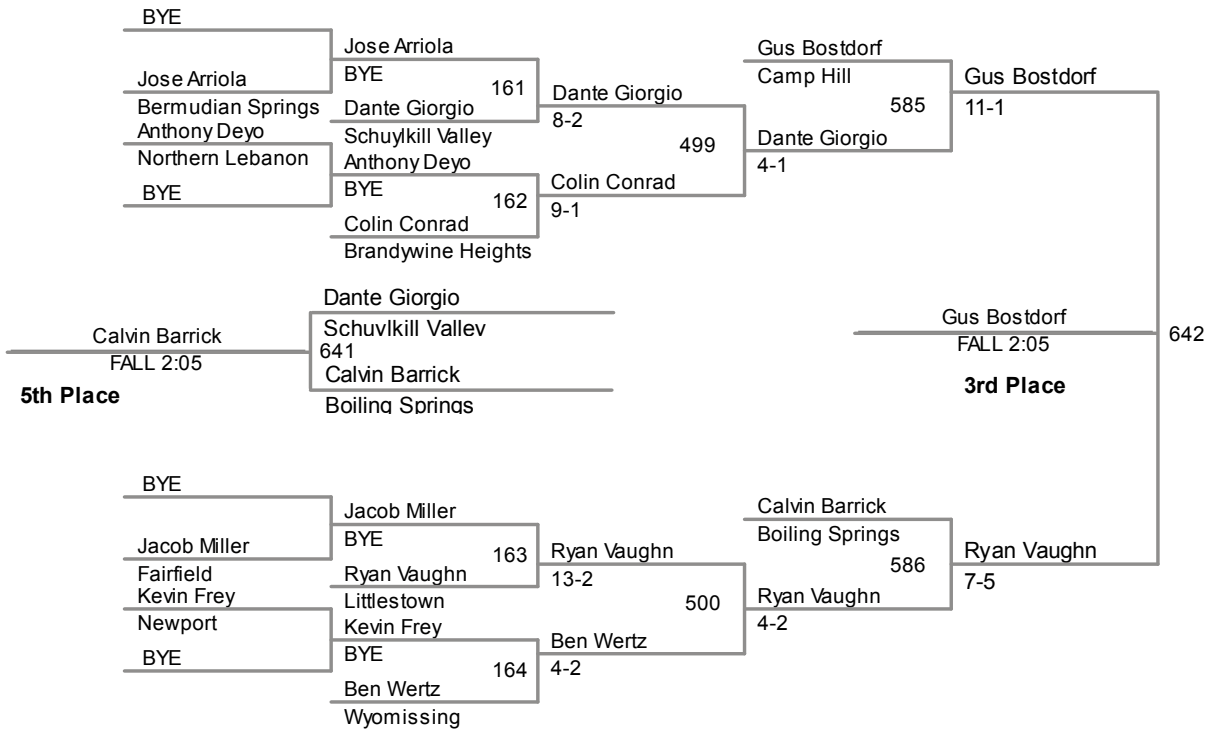 BYE
Jose Arriola
Bermudian Springs
Anthony Deyo
Northern Lebanon
BYE
Jose Arriola
BYE
161
Dante Giorgio
Schuylkill Valley
Anthony Deyo
BYE
162
Colin Conrad
Brandywine Heights
Dante Giorgio
8-2
499
Colin Conrad
9-1
Gus Bostdorf
Camp Hill
585
Dante Giorgio
4-1
Gus Bostdorf
11-1
Calvin Barrick
FALL 2:05
5th Place
Dante Giorgio
Schuvlkill Vallev
641
Calvin Barrick
Boiling Springs
Gus Bostdorf
FALL 2:05
3rd Place
642
BYE
Jacob Miller
Fairfield
Kevin Frey
Newport
BYE
Jacob Miller
BYE
163
Ryan Vaughn
Littlestown
Kevin Frey
BYE
164
Ben Wertz
Wyomissing
Ryan Vaughn
13-2
500
Ben Wertz
4-2
Calvin Barrick
Boiling Springs
586
Ryan Vaughn
4-2
Ryan Vaughn
7-5